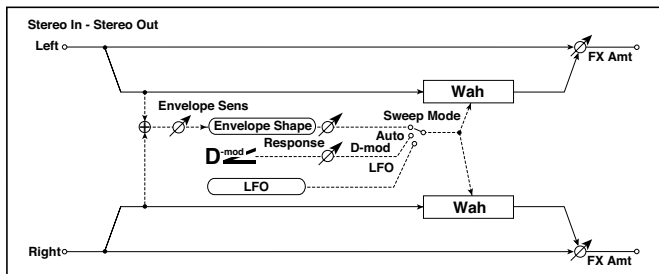 Stereo In - Stereo Out
Left
FX Amt
Wah
Envelope Sens
Sweep Mode
Envelope Shape
Auto
Response
D-mod
D-mod
LFO
LFO
Wah
Right
FX Amt